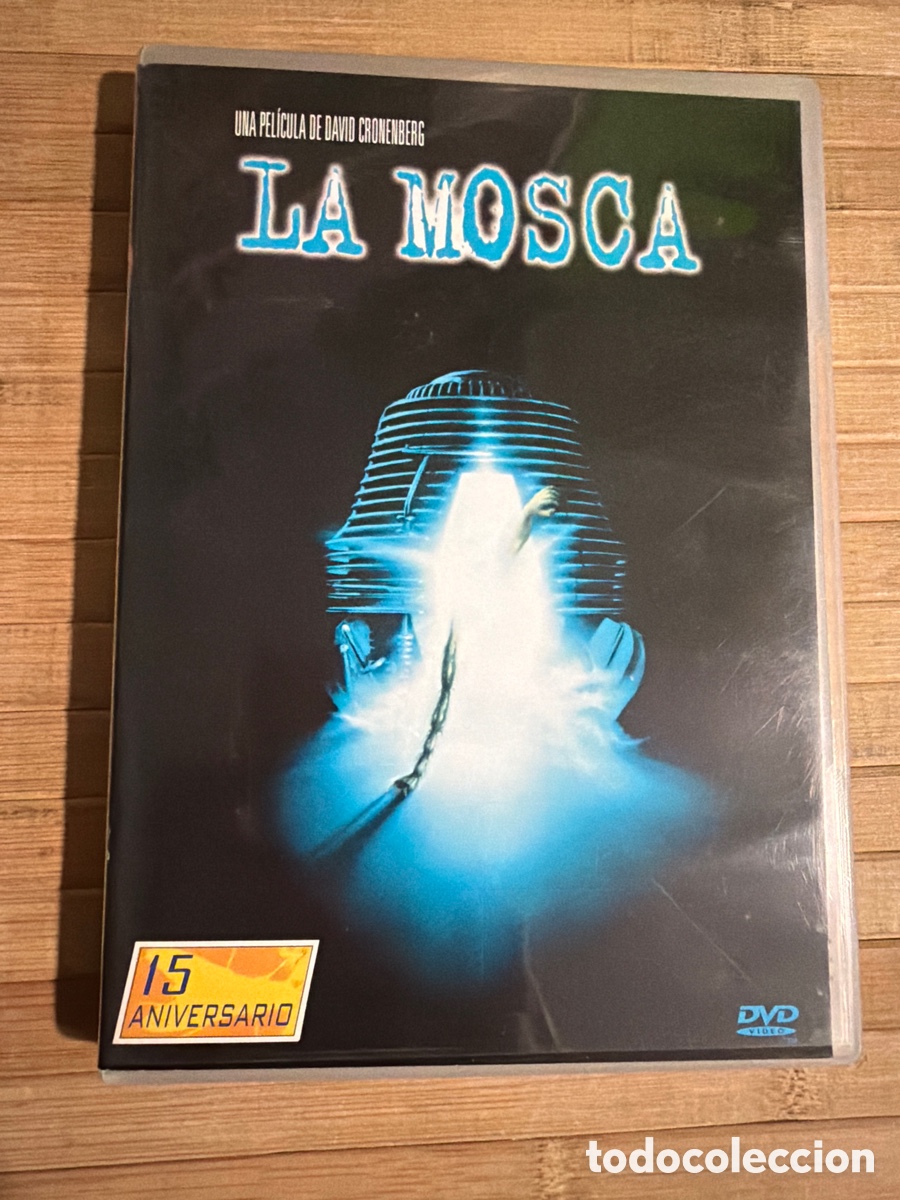 UNA PELÍCULA DE DAVID CRONENBERG
LA MOSCA
15
ANIVERSARIO
DVD
VIDEO
todocoleccion